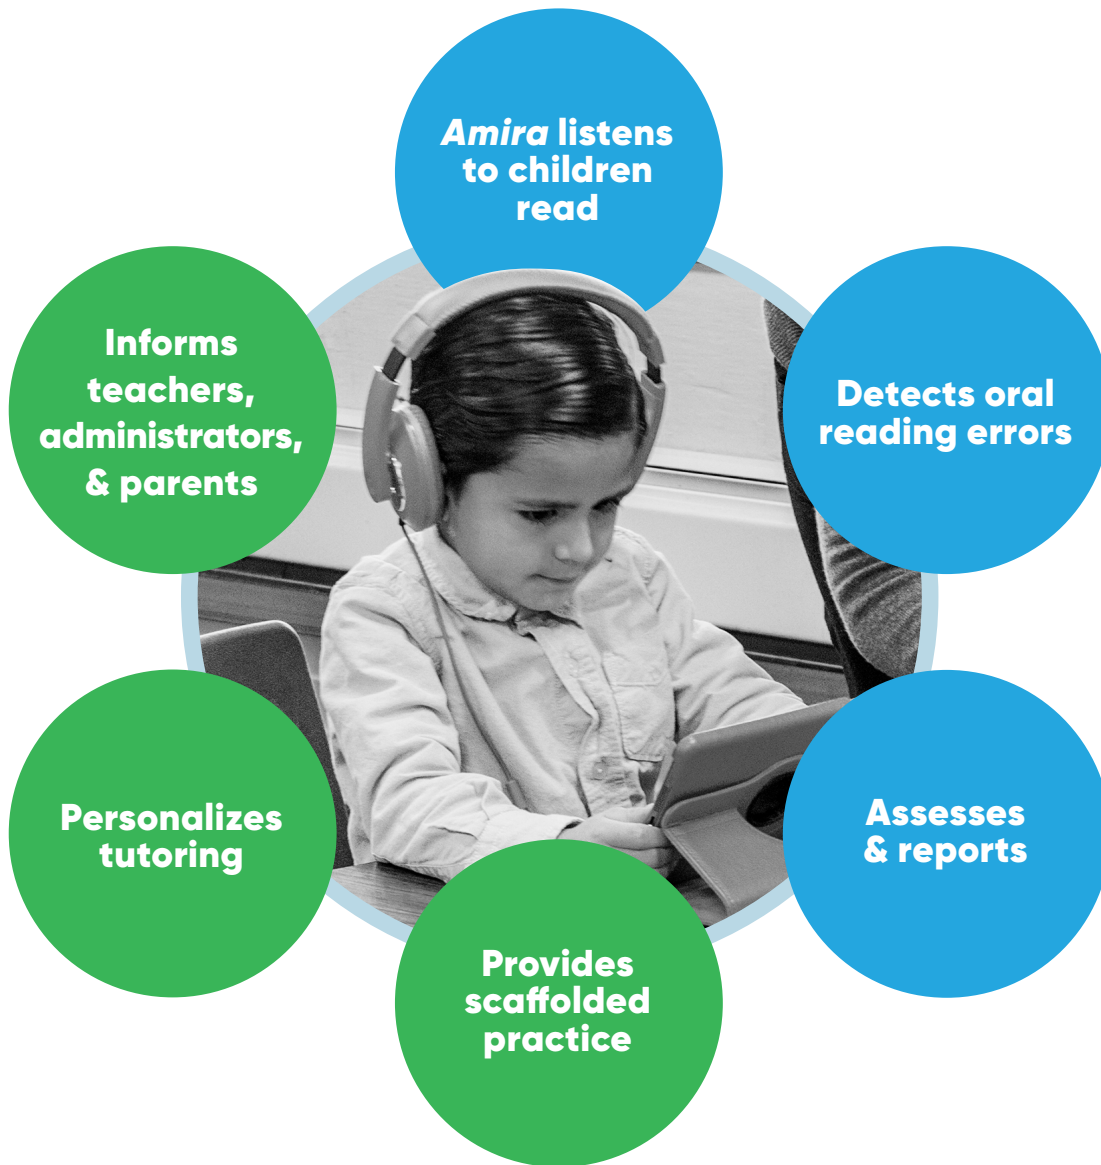 Amira listens
to children
read
Detects oral
reading errors
Assesses
& reports
Provides
scaffolded
practice
Personalizes
tutoring
Informs
teachers,
administrators,
& parents